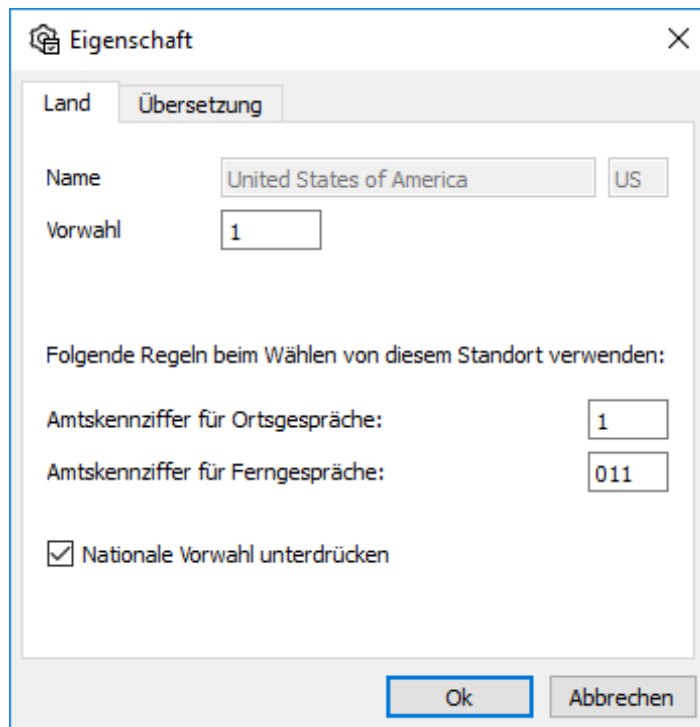 Eigenschaft
Land Übersetzung
Name United States of America US
Vorwahl 1
Folgende Regeln beim Wählen von diesem Standort verwenden:
Amtskennziffer für Ortsgespräche: 1
Amtskennziffer für Ferngespräche: 011
Nationale Vorwahl unterdrücken
Ok Abbrechen